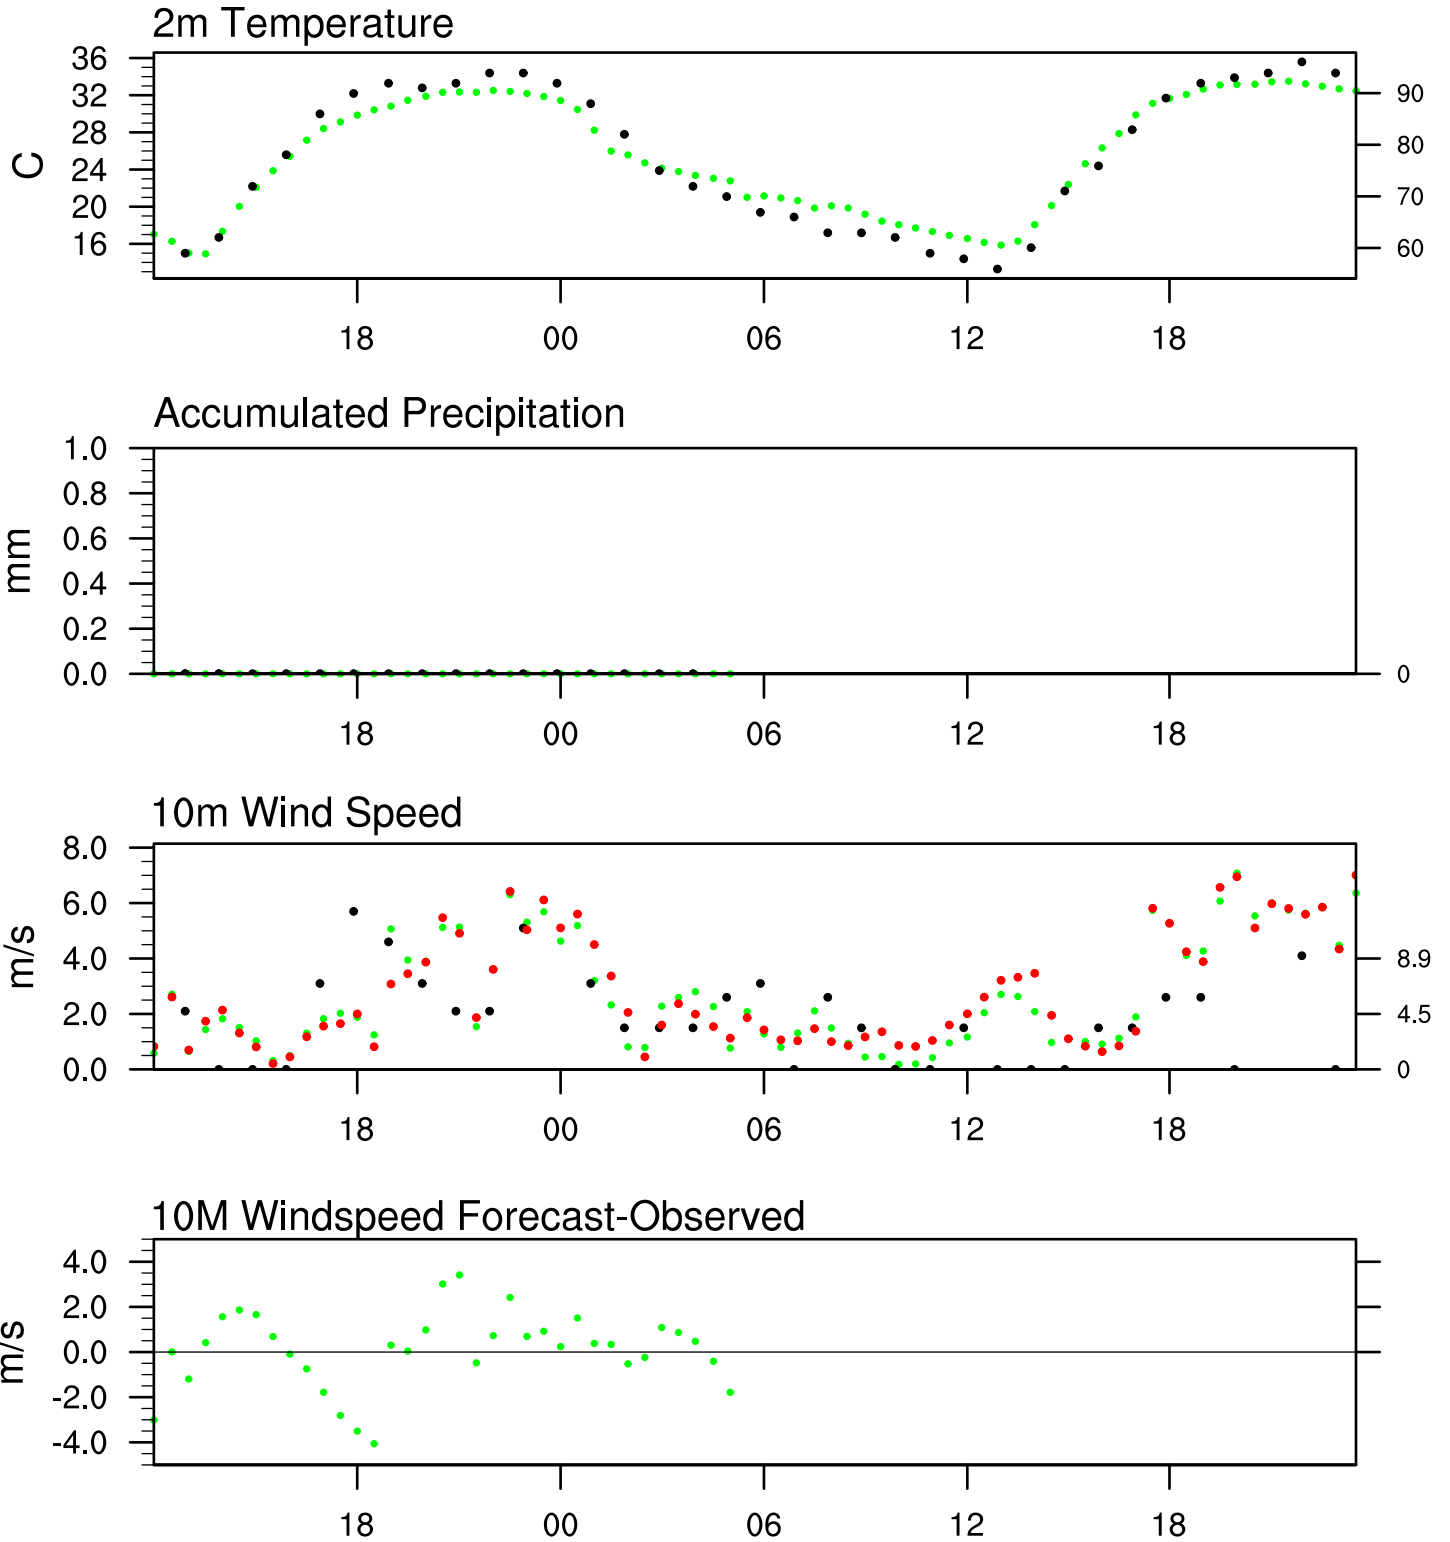 2m Temperature
36
32
28
24
20
16
C
90
80
70
60
18 00 06 12 18
Accumulated Precipitation
1.0
0.8
0.6
0.4
0.2
0.0
mm
0
18 00 06 12 18
10m Wind Speed
8.0
6.0
4.0
2.0
0.0
m/s
8.9
4.5
0
18 00 06 12 18
10M Windspeed Forecast-Observed
4.0
2.0
0.0
-2.0
-4.0
m/s
18 00 06 12 18